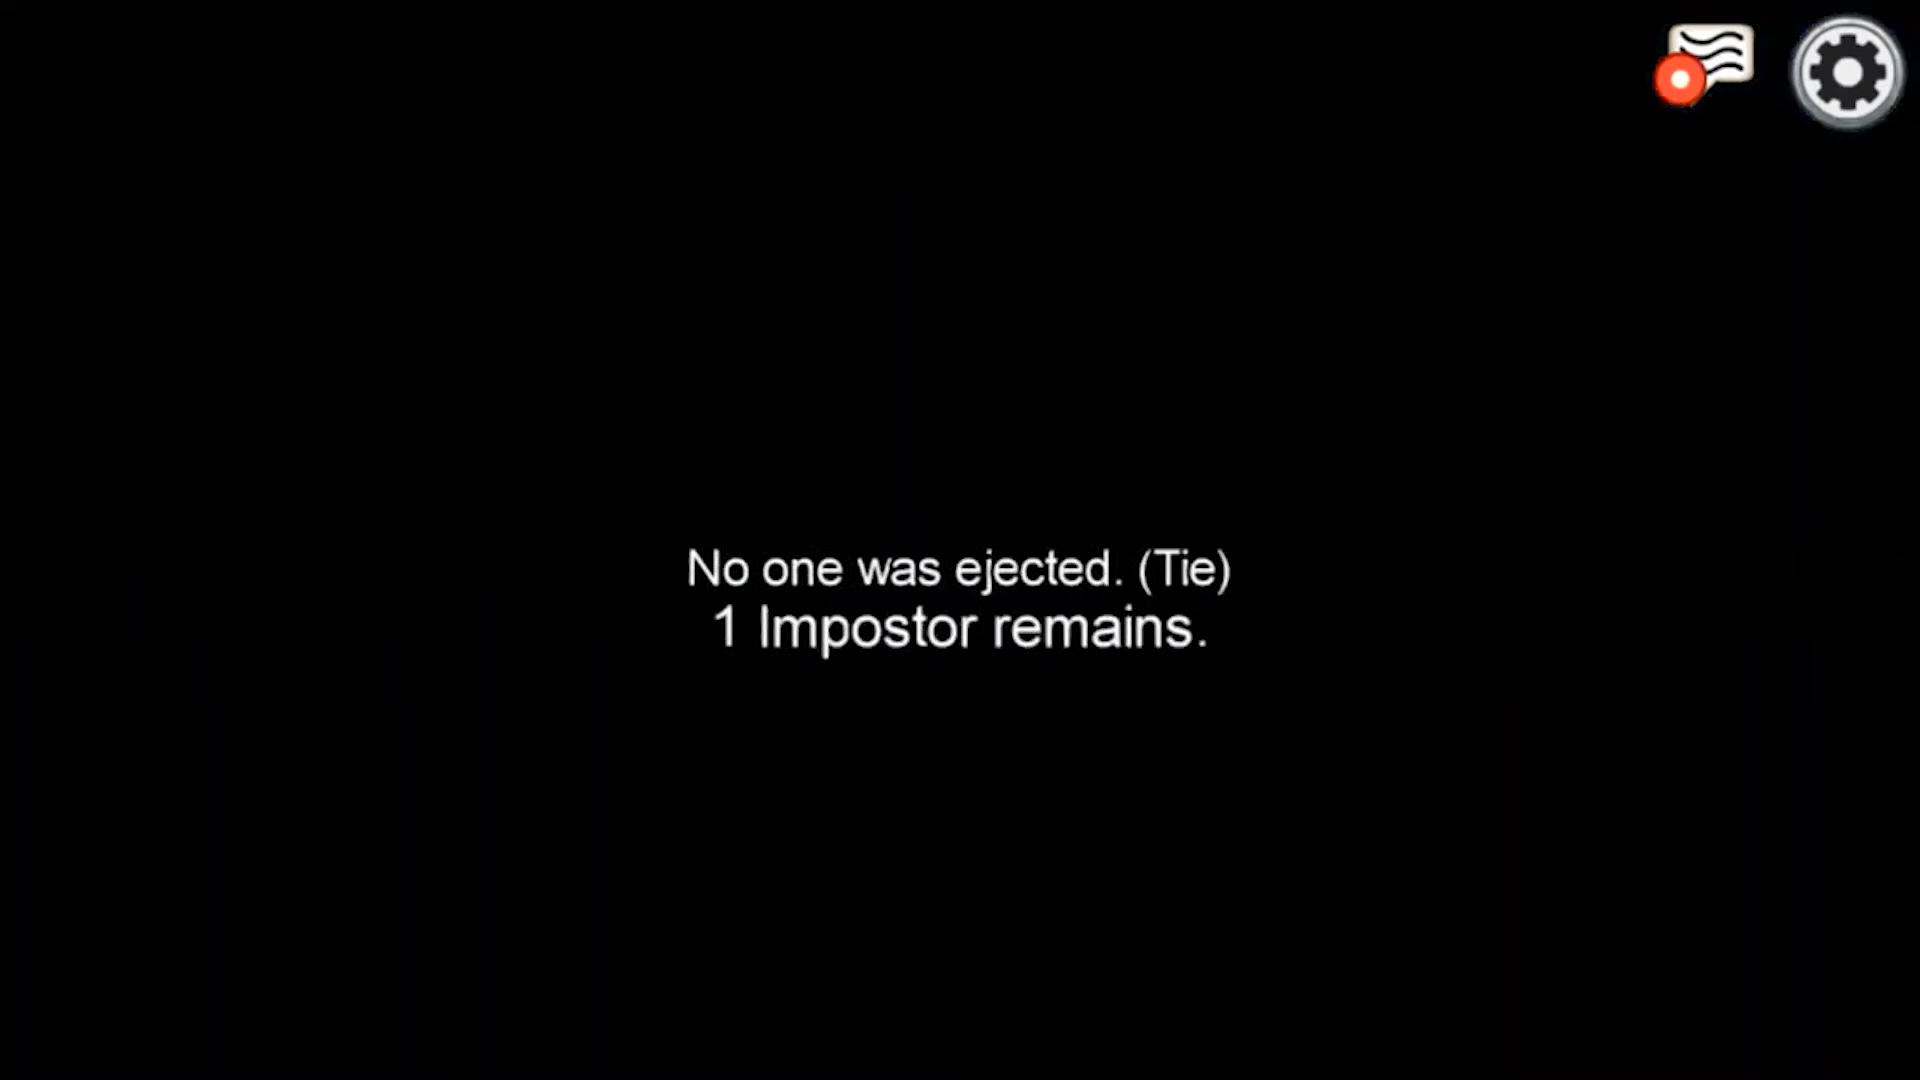 No one was ejected. (Tie)
1 Impostor remains.